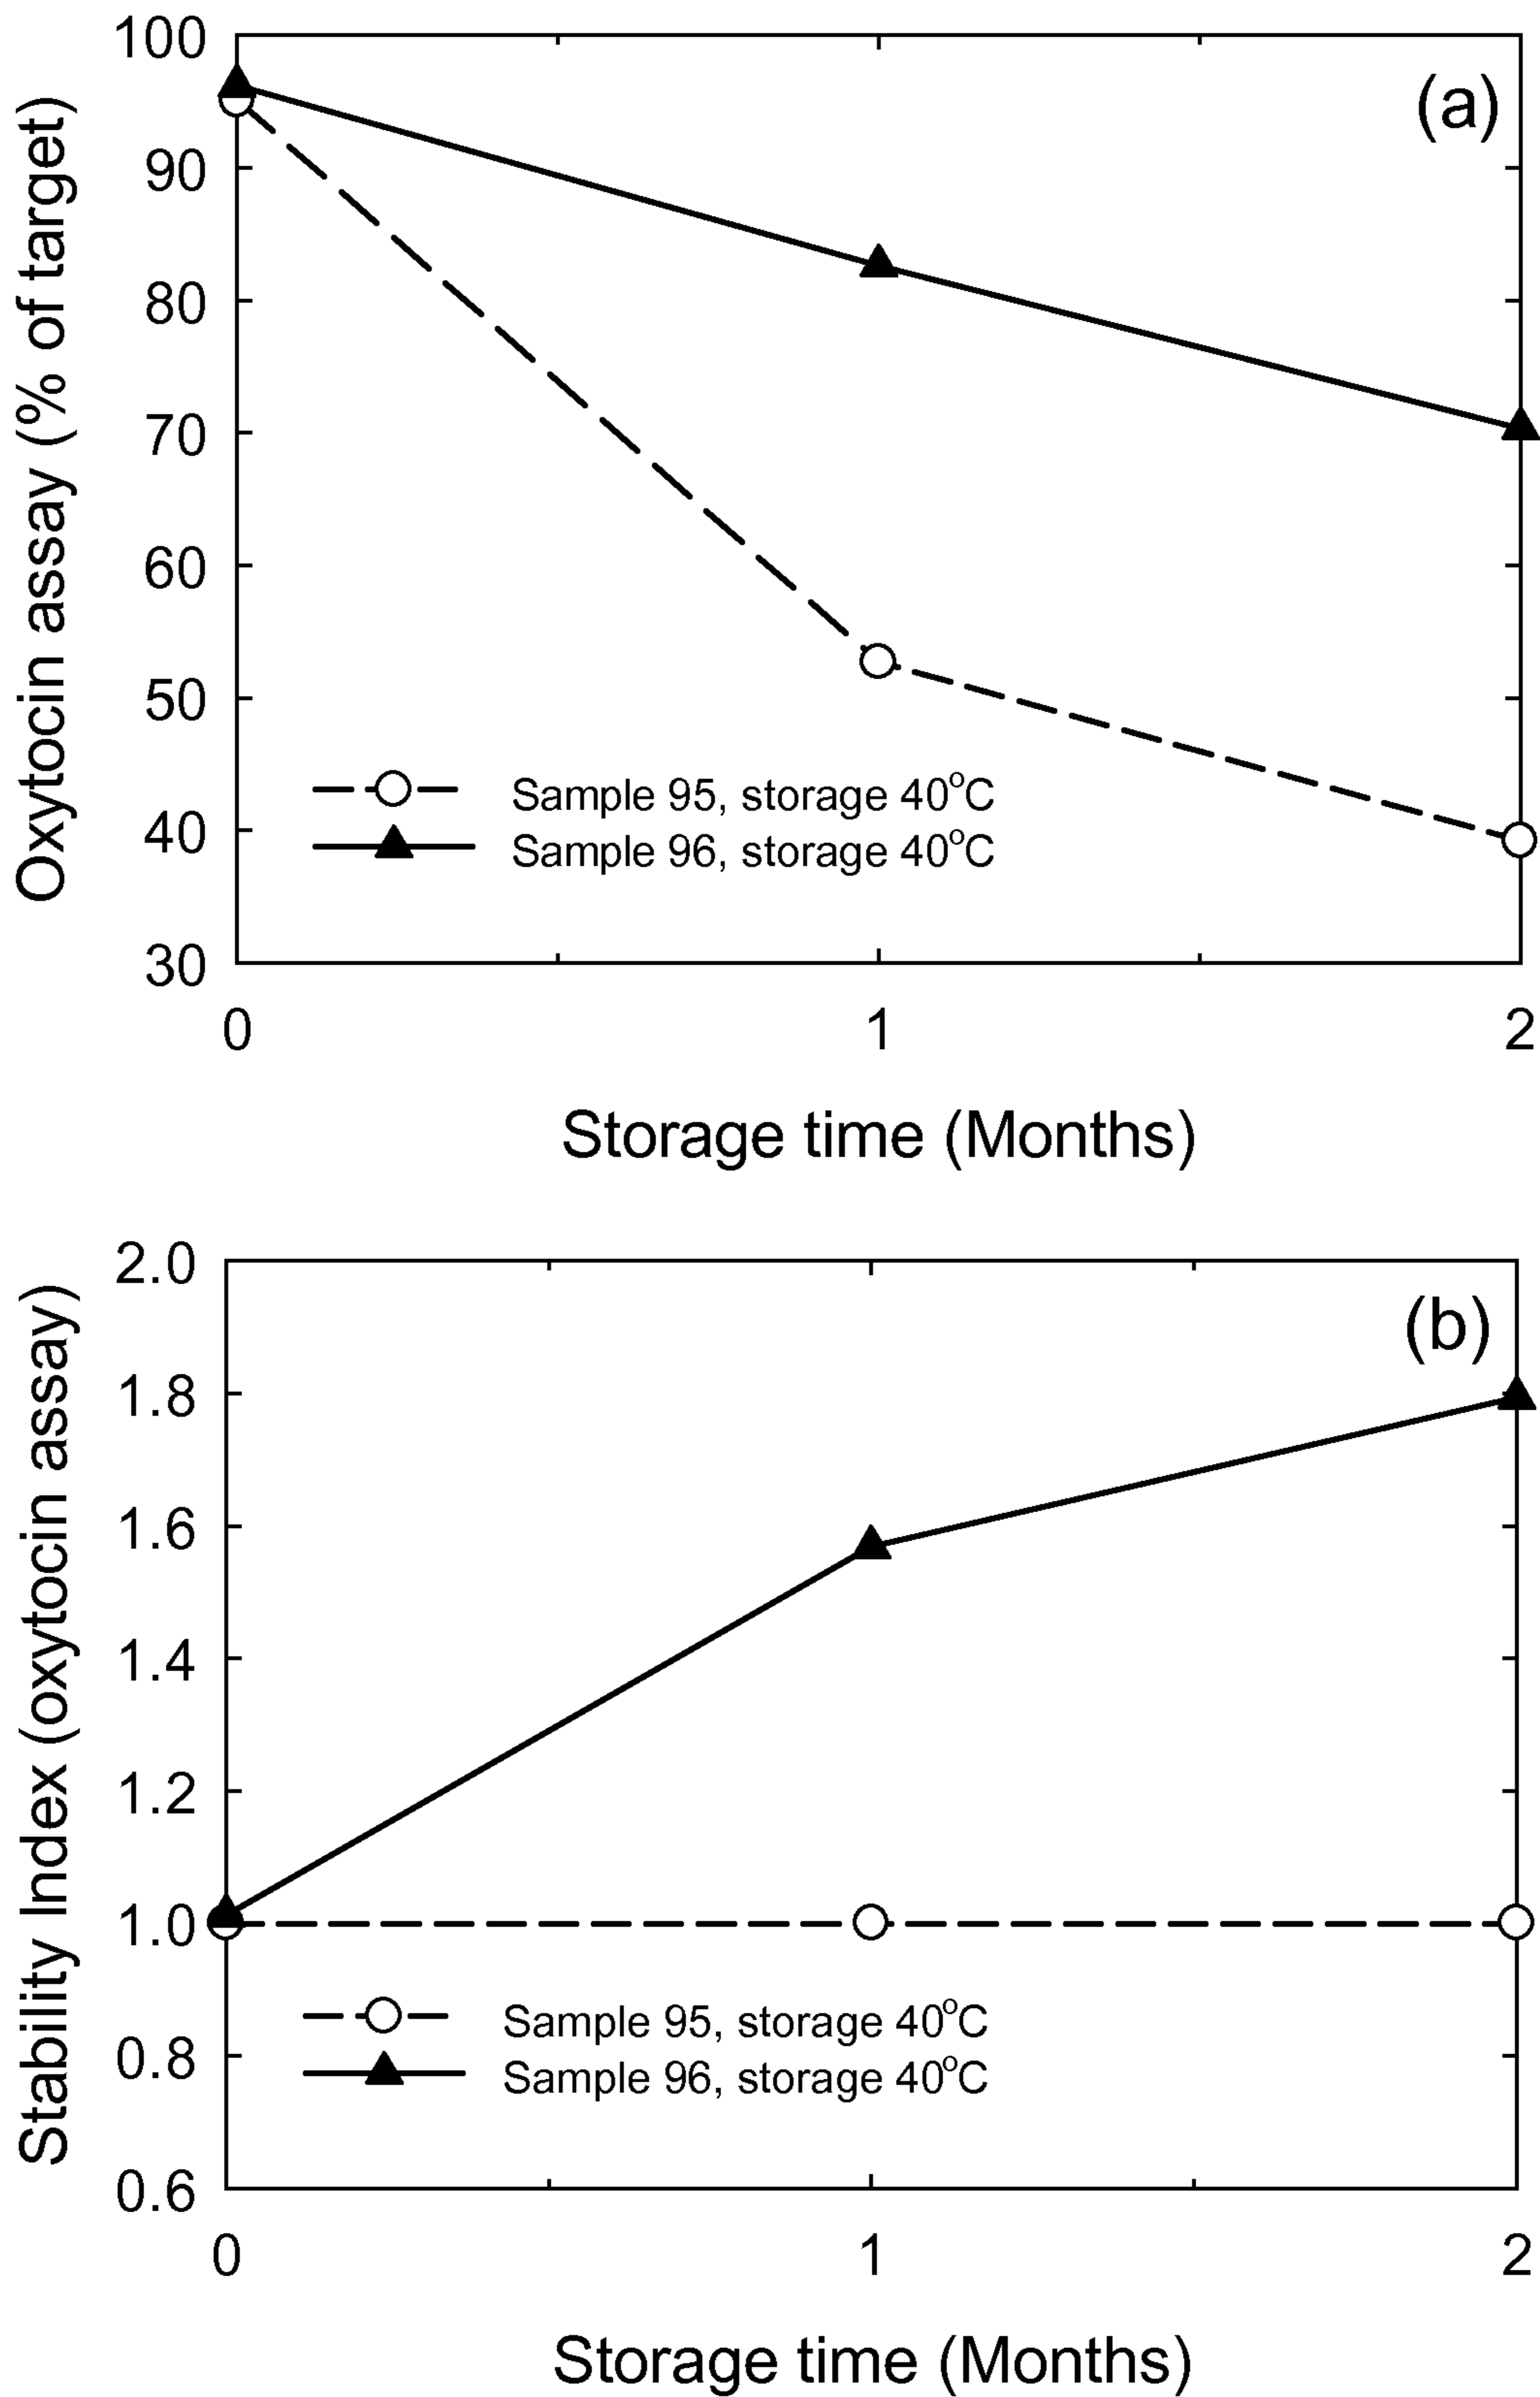 100
(a)
90
80
70
60
50
40
30
Oxytocin assay (% of target)
Sample 95, storage 40°C
Sample 96, storage 40°C
0 1 2
Storage time (Months)
2.0
(b)
1.8
1.6
1.4
1.2
1.0
0.8
0.6
Stability Index (oxytocin assay)
Sample 95, storage 40°C
Sample 96, storage 40°C
0 1 2
Storage time (Months)